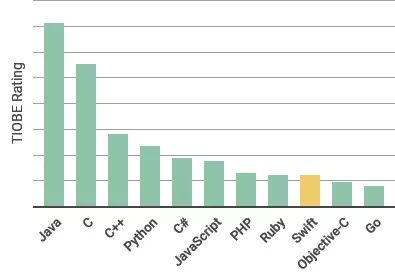 TIOBE Rating
Java
C
C++
Python
C#
JavaScript
PHP
Ruby
Swift
Objective-C
Go